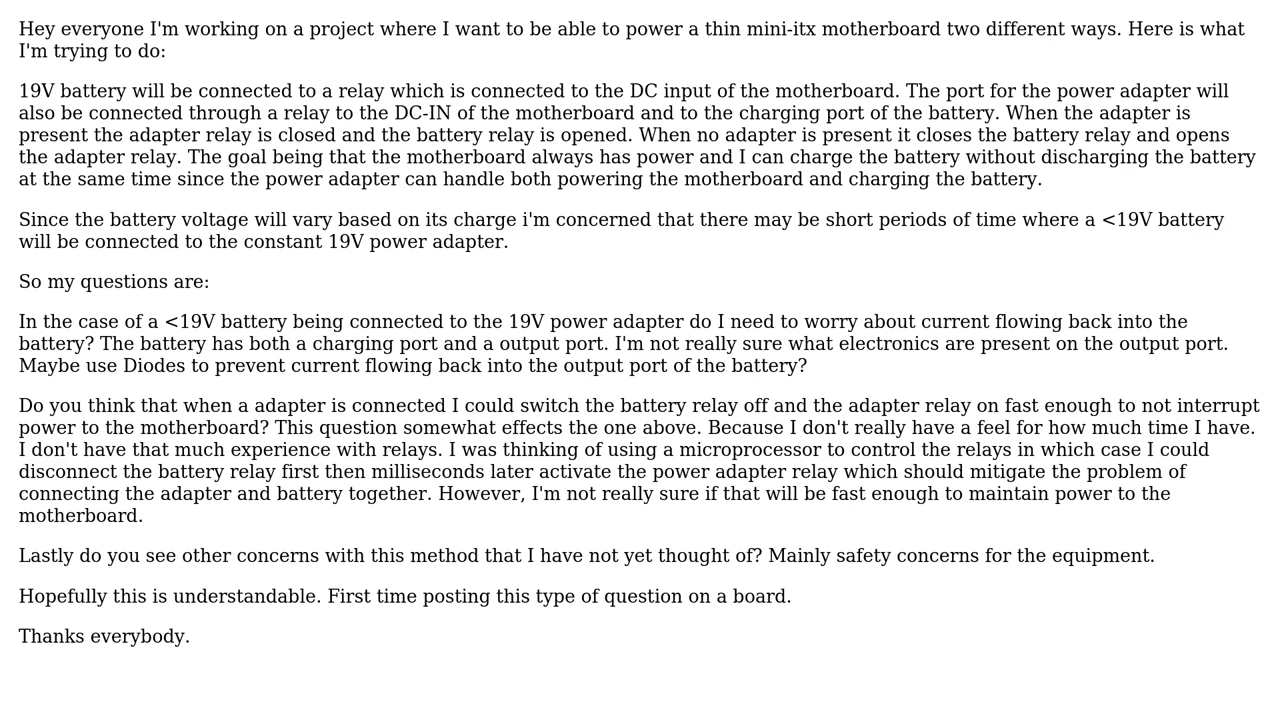 Hey everyone I'm working on a project where I want to be able to power a thin mini-itx motherboard two different ways. Here is what
I'm trying to do:
19V battery will be connected to a relay which is connected to the DC input of the motherboard. The port for the power adapter will
also be connected through a relay to the DC-IN of the motherboard and to the charging port of the battery. When the adapter is
present the adapter relay is closed and the battery relay is opened. When no adapter is present it closes the battery relay and opens
the adapter relay. The goal being that the motherboard always has power and I can charge the battery without discharging the battery
at the same time since the power adapter can handle both powering the motherboard and charging the battery.
Since the battery voltage will vary based on its charge i'm concerned that there may be short periods of time where a <19V battery
will be connected to the constant 19V power adapter.
So my questions are:
In the case of a <19V battery being connected to the 19V power adapter do I need to worry about current flowing back into the
battery? The battery has both a charging port and a output port. I'm not really sure what electronics are present on the output port.
Maybe use Diodes to prevent current flowing back into the output port of the battery?
Do you think that when a adapter is connected I could switch the battery relay off and the adapter relay on fast enough to not interrupt
power to the motherboard? This question somewhat effects the one above. Because I don't really have a feel for how much time I have.
I don't have that much experience with relays. I was thinking of using a microprocessor to control the relays in which case I could
disconnect the battery relay first then milliseconds later activate the power adapter relay which should mitigate the problem of
connecting the adapter and battery together. However, I'm not really sure if that will be fast enough to maintain power to the
motherboard.
Lastly do you see other concerns with this method that I have not yet thought of? Mainly safety concerns for the equipment.
Hopefully this is understandable. First time posting this type of question on a board.
Thanks everybody.